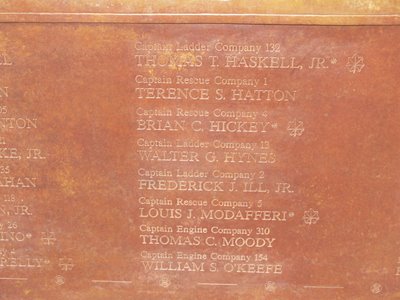 Captain Ladder Company 132
THOMAS T. HASKELL, JR.
Captain Rescue Company 1
TERENCE S. HATTON
Captain Rescue Company 4
BRIAN C. HICKEY
Captain Ladder Company 13
WALTER G. HYNES
Captain Ladder Company 2
FREDERICK J. ILL, JR.
Captain Rescue Company 5
LOUIS J. MODAFFERI
Captain Engine Company 310
THOMAS C. MOODY
Captain Engine Company 154
WILLIAM S. O'KEEFE